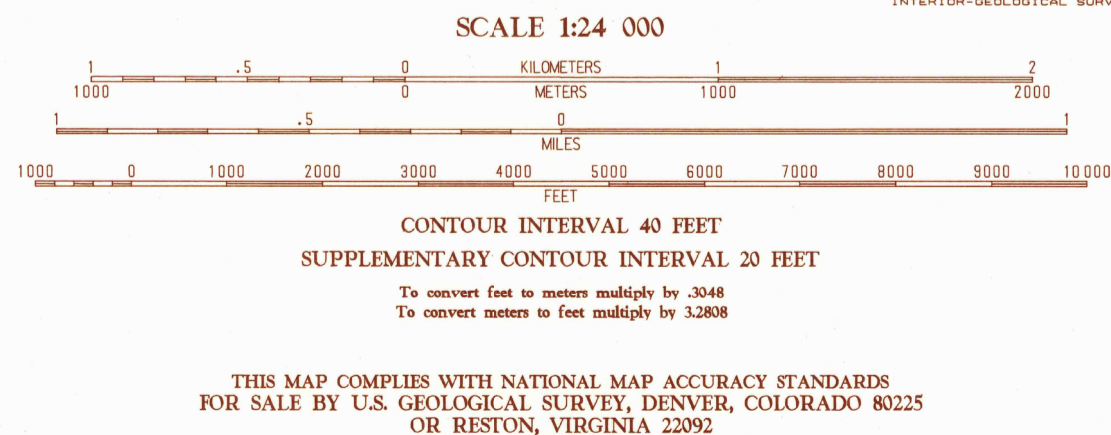 INTERIOR-GEOLOGICAL SURV
SCALE 1:24 000
1 .5 0 KILOMETERS 1 2
1000 0 METERS 1000 2000
1 .5 0 1
MILES
1000 0 1000 2000 3000 4000 5000 6000 7000 8000 9000 10 000
FEET
CONTOUR INTERVAL 40 FEET
SUPPLEMENTARY CONTOUR INTERVAL 20 FEET
To convert feet to meters multiply by .3048
To convert meters to feet multiply by 3.2808
THIS MAP COMPLIES WITH NATIONAL MAP ACCURACY STANDARDS
FOR SALE BY U.S. GEOLOGICAL SURVEY, DENVER, COLORADO 80225
OR RESTON, VIRGINIA 22092